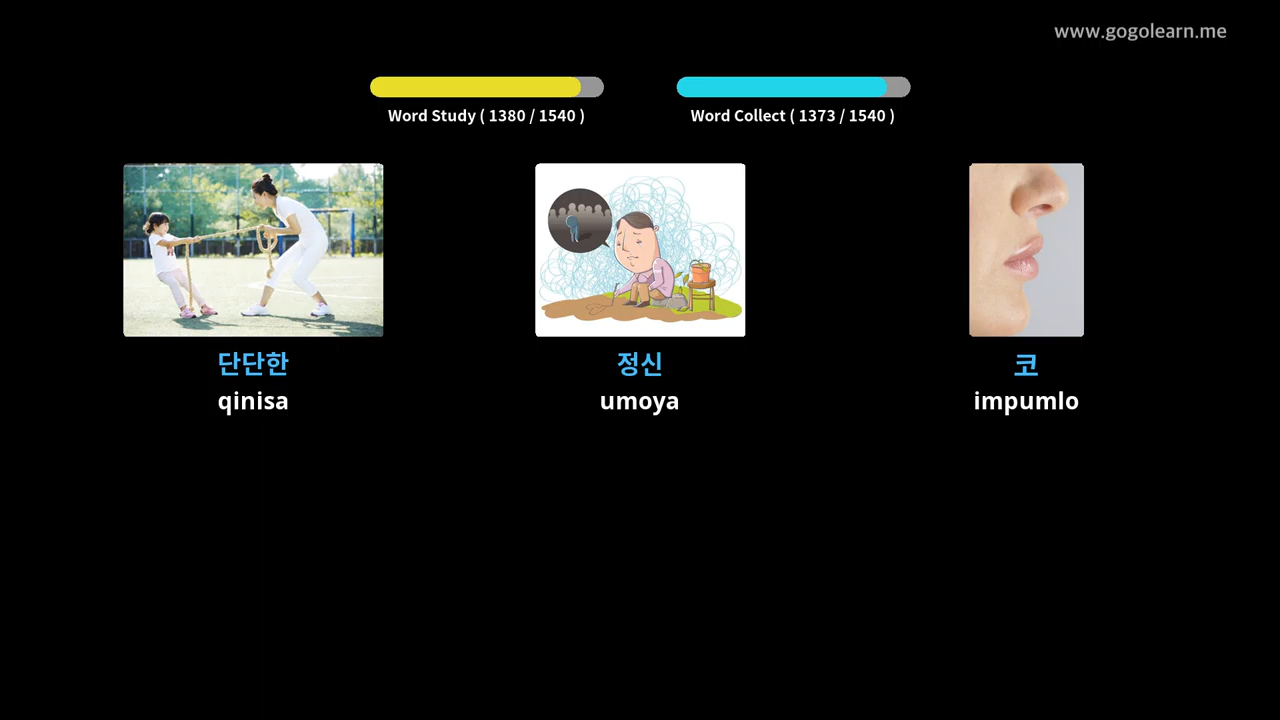 www.gogolearn.me
Word Study ( 1380 / 1540 )
Word Collect ( 1373 / 1540 )
단단한
qinisa
정신
umoya
코
impumlo